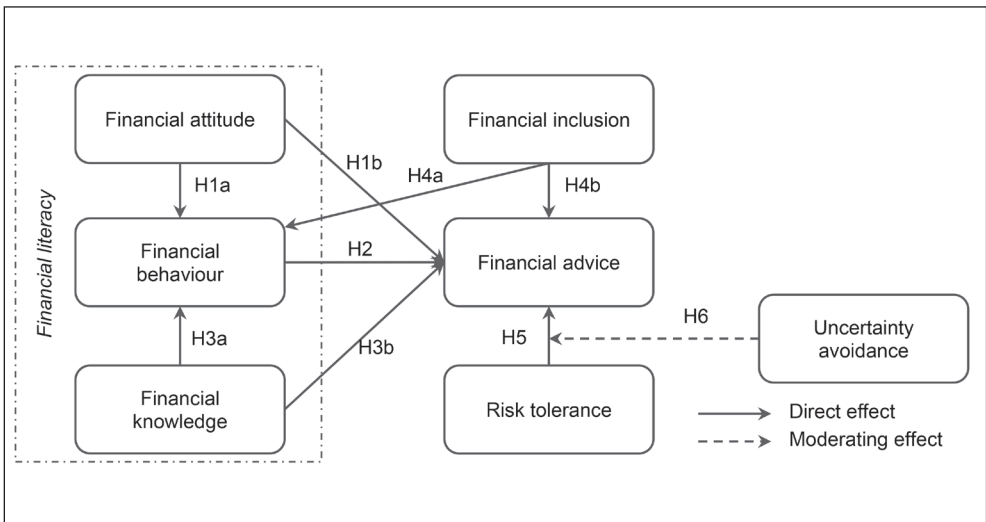 Financial literacy
Financial attitude
Financial inclusion
H1a
H1b
H4a
H4b
Financial
behaviour
H2
Financial advice
H3a
H3b
H5
H6
Uncertainty
avoidance
Financial
knowledge
Risk tolerance
Direct effect
Moderating effect